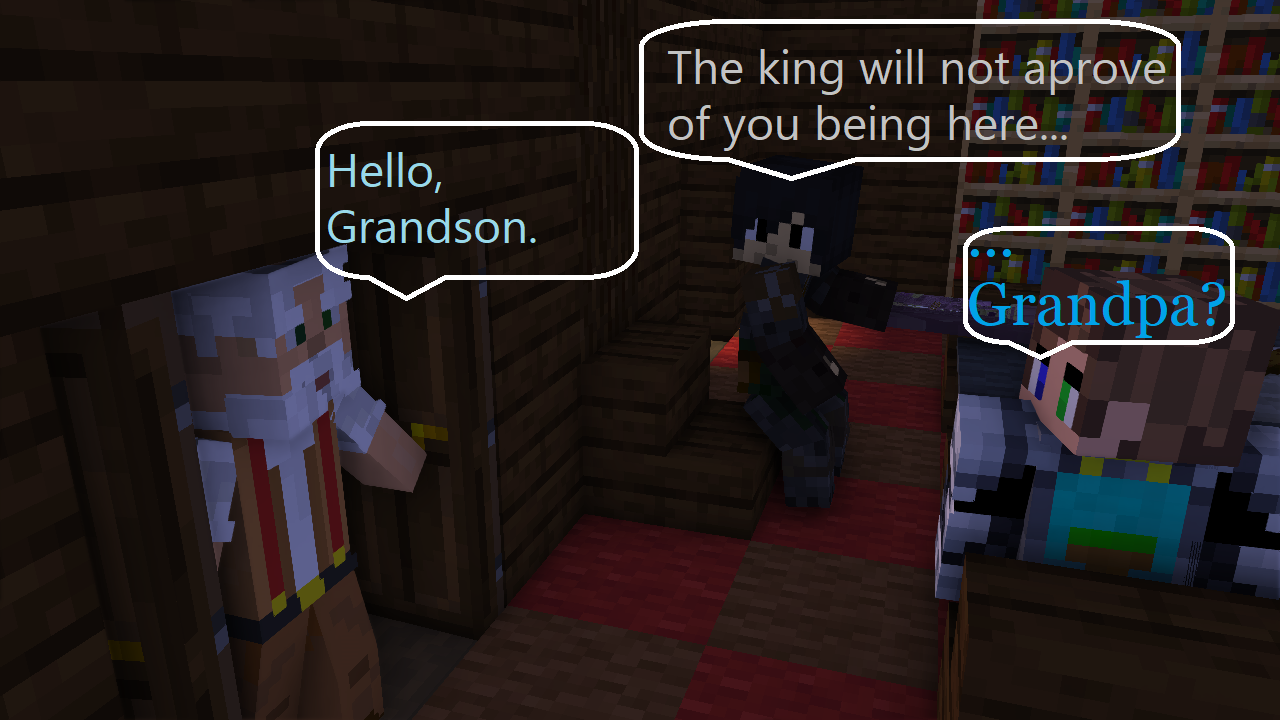 Hello,
Grandson.
The king will not aprove
of you being here...
...
Grandpa?